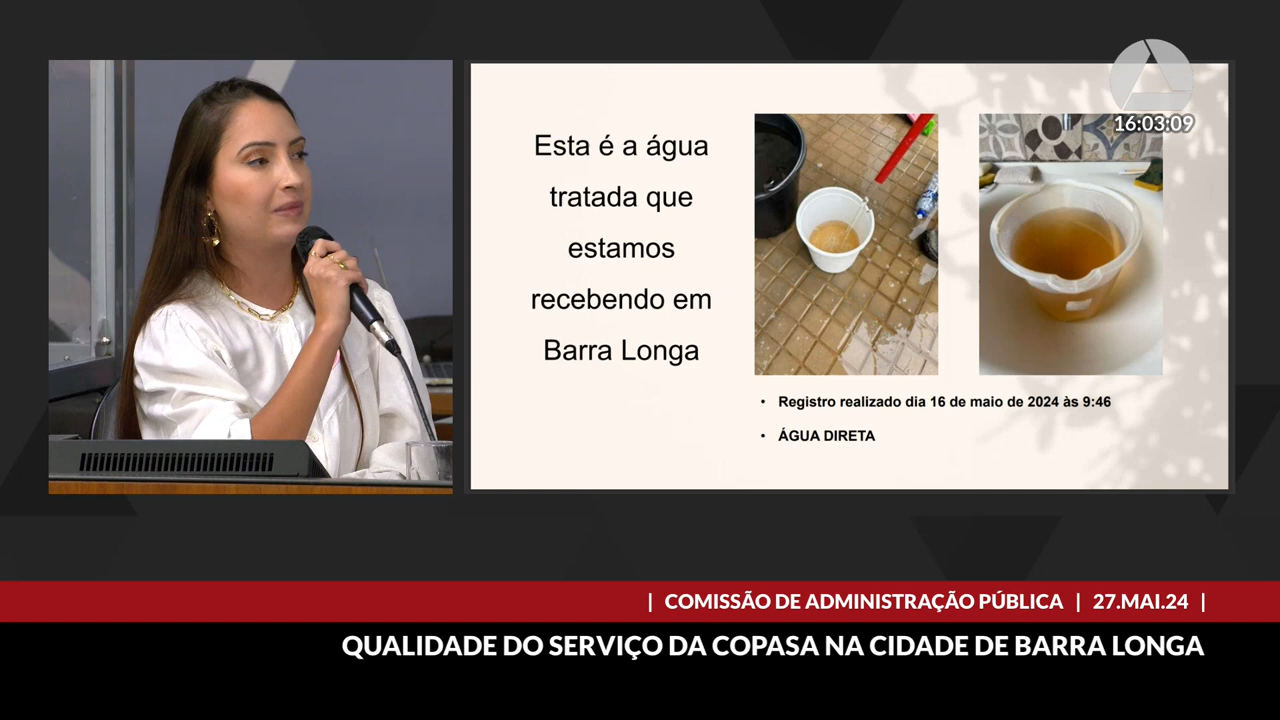 16:03:09
Esta é a água
tratada que
estamos
recebendo em
Barra Longa
• Registro realizado dia 16 de maio de 2024 às 9:46
• ÁGUA DIRETA
| COMISSÃO DE ADMINISTRAÇÃO PÚBLICA | 27.MAI.24 |
QUALIDADE DO SERVIÇO DA COPASA NA CIDADE DE BARRA LONGA